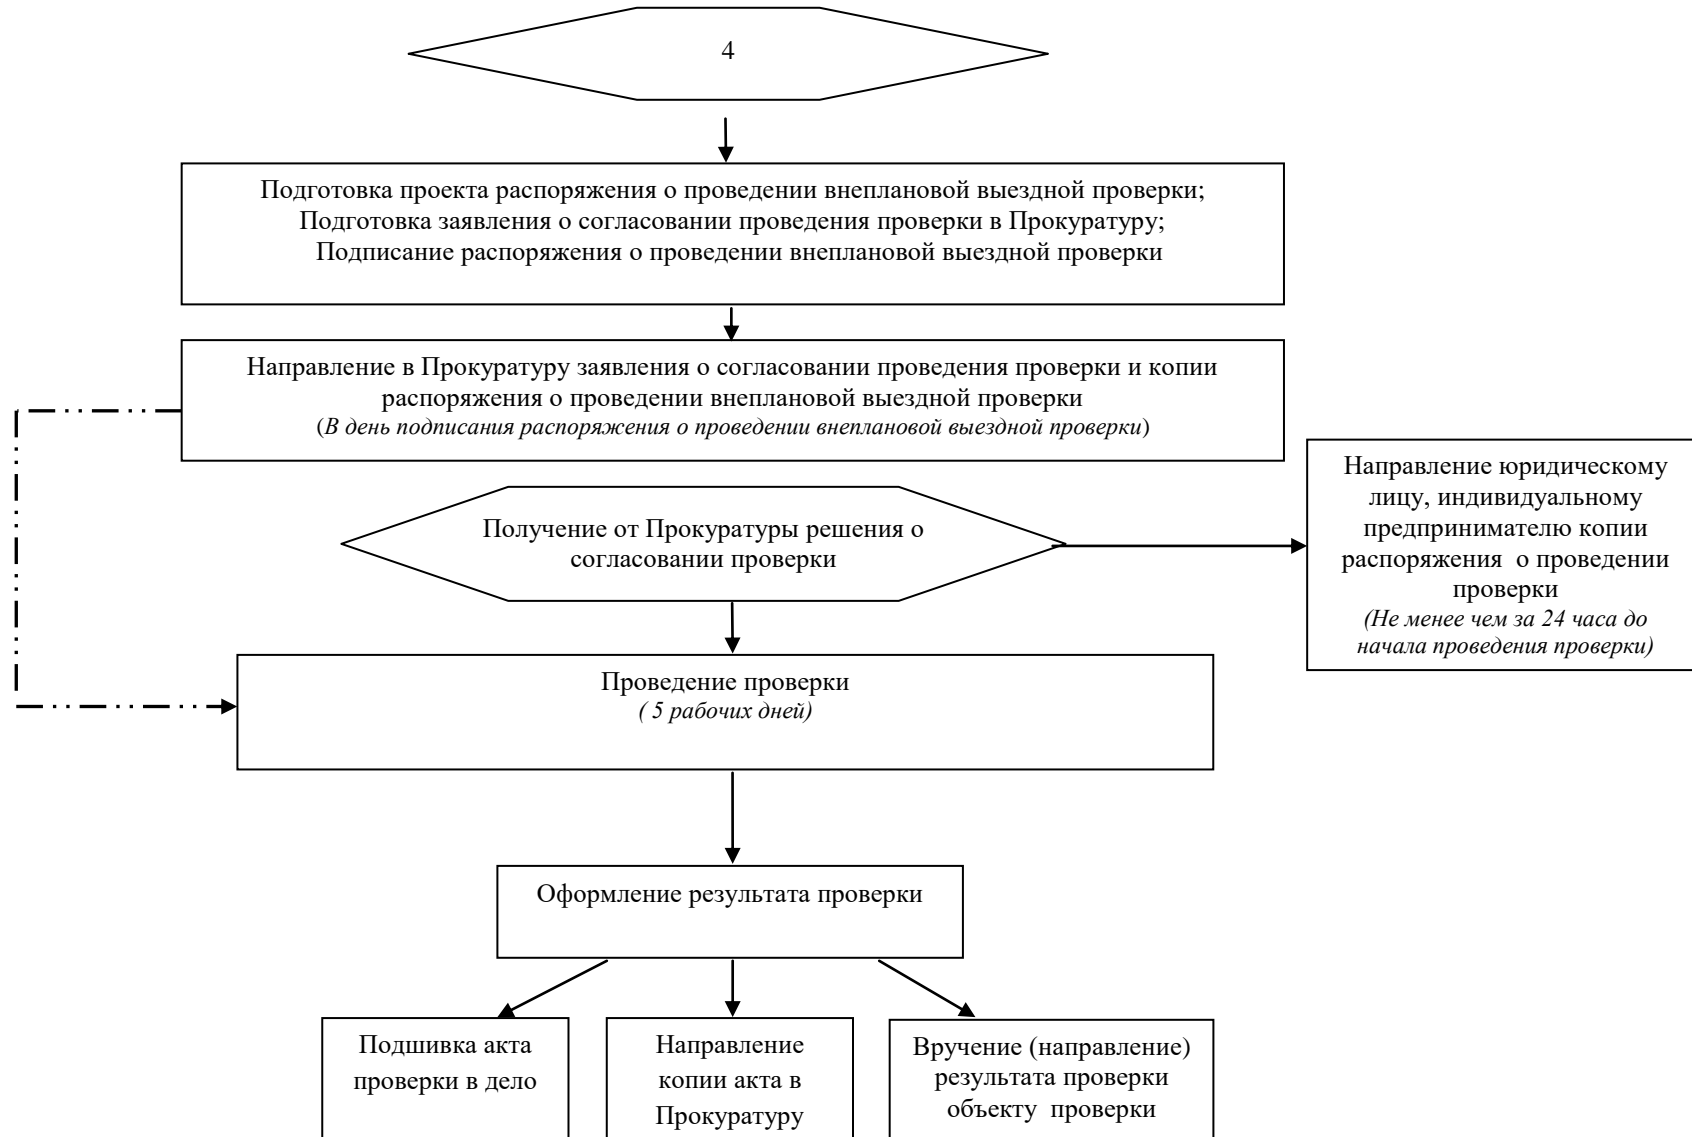 4
Подготовка проекта распоряжения о проведении внеплановой выездной проверки;
Подготовка заявления о согласовании проведения проверки в Прокуратуру;
Подписание распоряжения о проведении внеплановой выездной проверки
Направление в Прокуратуру заявления о согласовании проведения проверки и копии
распоряжения о проведении внеплановой выездной проверки
(В день подписания распоряжения о проведении внеплановой выездной проверки)
Получение от Прокуратуры решения о
согласовании проверки
Направление юридическому
лицу, индивидуальному
предпринимателю копии
распоряжения о проведении
проверки
(Не менее чем за 24 часа до
начала проведения проверки)
Проведение проверки
( 5 рабочих дней)
Оформление результата проверки
Подшивка акта
проверки в дело
Направление
копии акта в
Прокуратуру
Вручение (направление)
результата проверки
объекту проверки